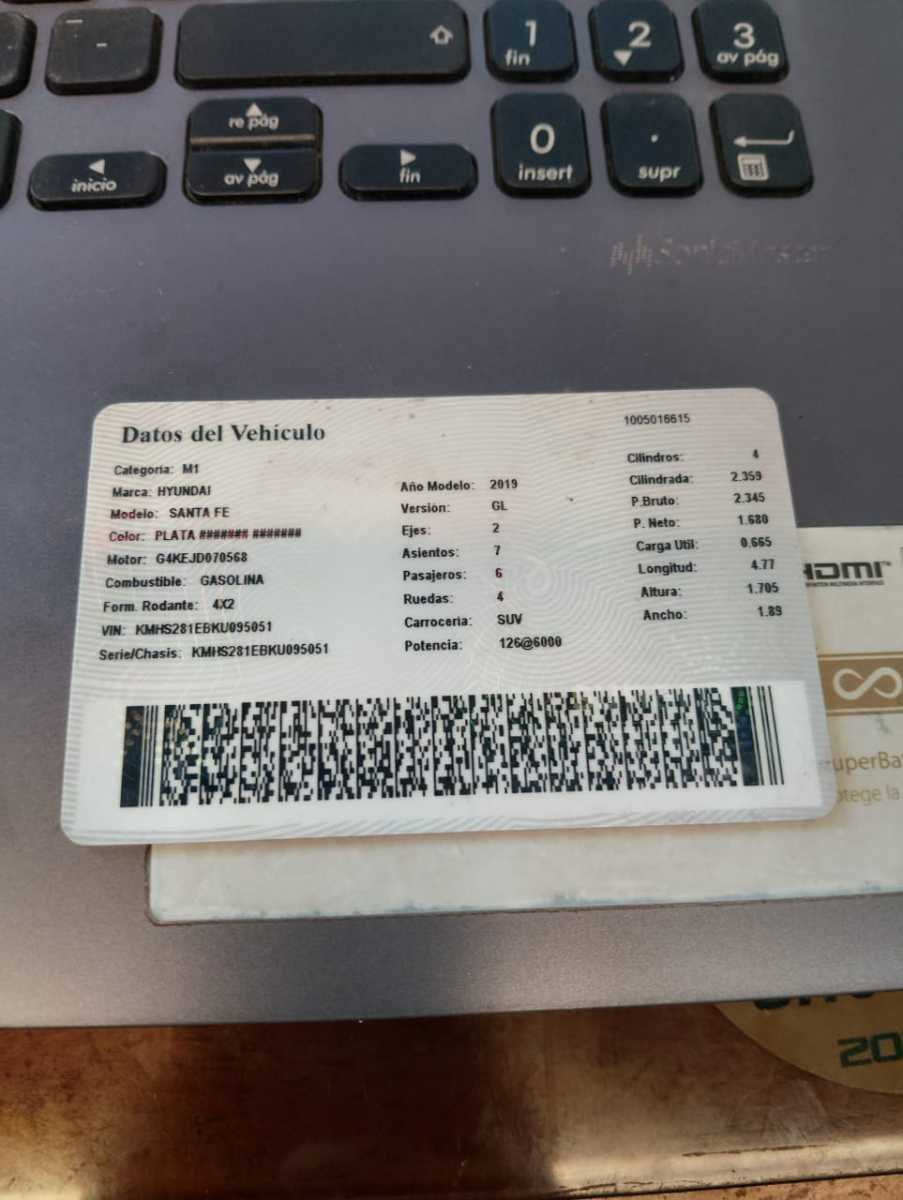 -
1
fin
2
3
av pág
re pág
av pág
inicio
fin
0
insert
.
supr
SonicMaster
Datos del Vehiculo
1005016615
Categoria: M1
Marca: HYUNDAI
Modelo: SANTA FE
Color: PLATA ####### #######
Motor: G4KEJD070568
Combustible: GASOLINA
Form. Rodante: 4X2
VIN: KMHS281EBKU095051
Serie/Chasis: KMHS281EBKU095051
Año Modelo: 2019
Versión: GL
Ejes: 2
Asientos: 7
Pasajeros: 6
Ruedas: 4
Carrocería: SUV
Potencia: 126@6000
Cilindros: 4
Cilindrada: 2.359
P.Bruto: 2.345
P. Neto: 1.680
Carga Util: 0.665
Longitud: 4.77
Altura: 1.705
Ancho: 1.89
HDMI
uperBa
otege la
20